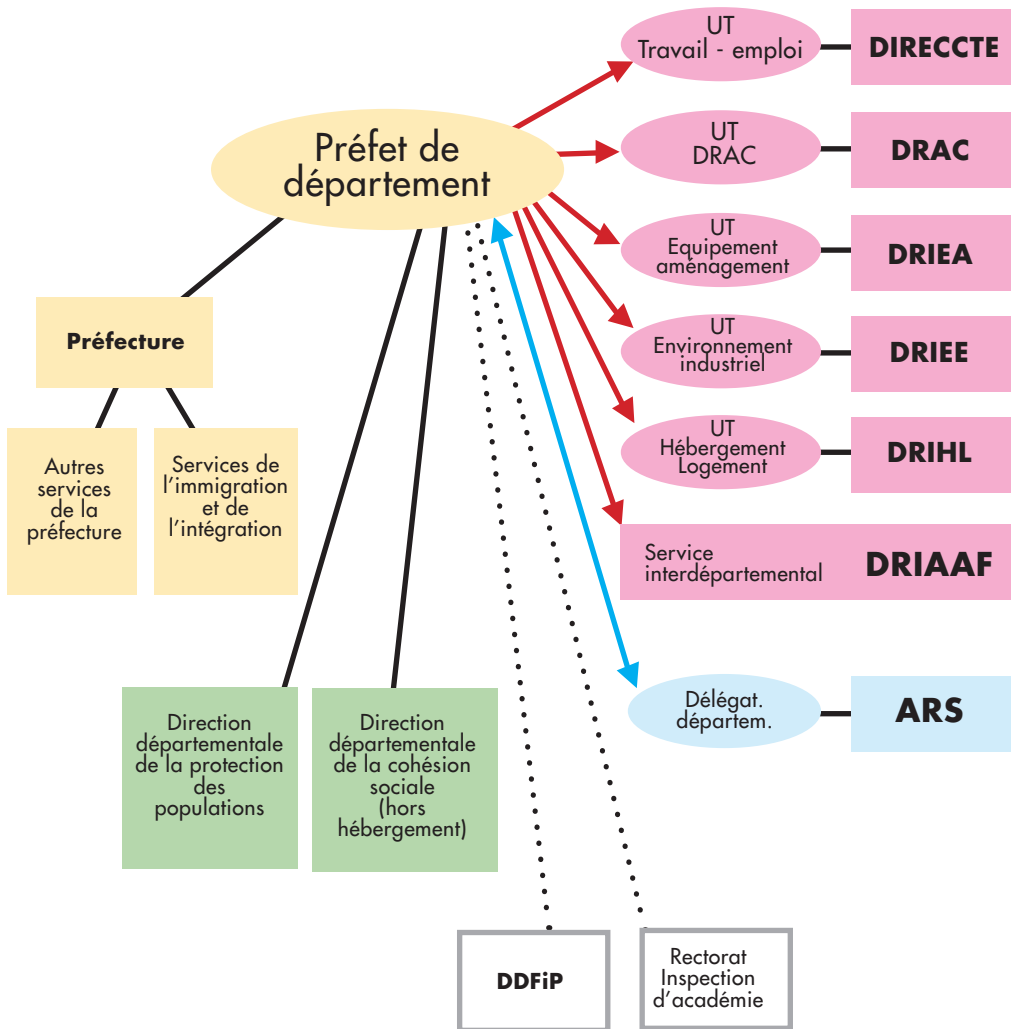 UT
Travail - emploi
DIRECCTE
Préfet de
département
UT
DRAC
DRAC
UT
Equipement
aménagement
DRIEA
Préfecture
UT
Environnement
industriel
DRIEE
UT
Hébergement
Logement
DRIHL
Autres
services
de la
préfecture
Services de
l'immigration
et de
l'intégration
Service
interdépartemental
DRIAAF
Délégat.
départem.
ARS
Direction
départementale
de la protection
des
populations
Direction
départementale
de la cohésion
sociale
(hors
hébergement)
DDFiP
Rectorat
Inspection
d'académie